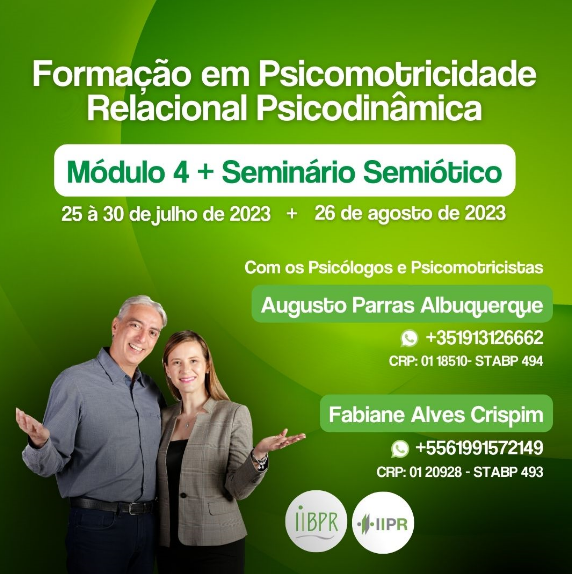 Formação em Psicomotricidade
Relacional Psicodinâmica
Módulo 4 + Seminário Semiótico
25 à 30 de julho de 2023 + 26 de agosto de 2023
Com os Psicólogos e Psicomotricistas
Augusto Parras Albuquerque
+351913126662
CRP: 01 18510- STABP 494
Fabiane Alves Crispim
+5561991572149
CRP: 01 20928 - STABP 493
IIBPR
IIPR